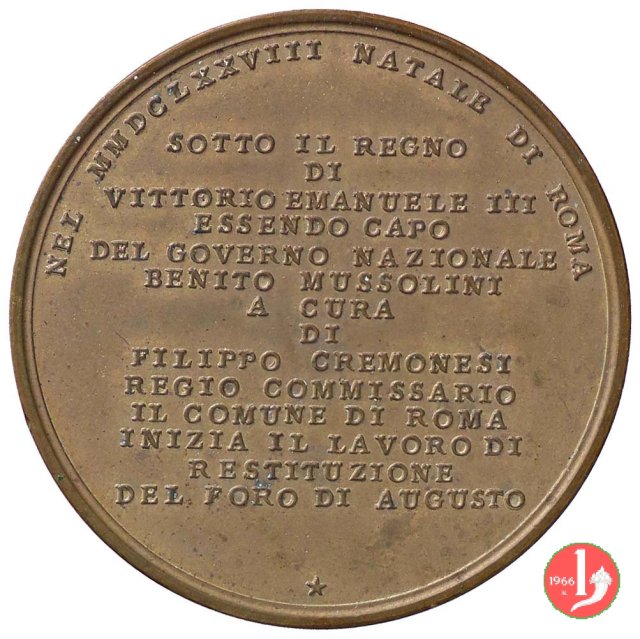 NEL MMDCLXXVIII NATALE DI ROMA
SOTTO IL REGNO
DI
VITTORIO EMANUELE III
ESSENDO CAPO
DEL GOVERNO NAZIONALE
BENITO MUSSOLINI
A CURA
DI
FILIPPO CREMONESI
REGIO COMMISSARIO
IL COMUNE DI ROMA
INIZIA IL LAVORO DI
RESTITUZIONE
DEL FORO DI AUGUSTO
1966